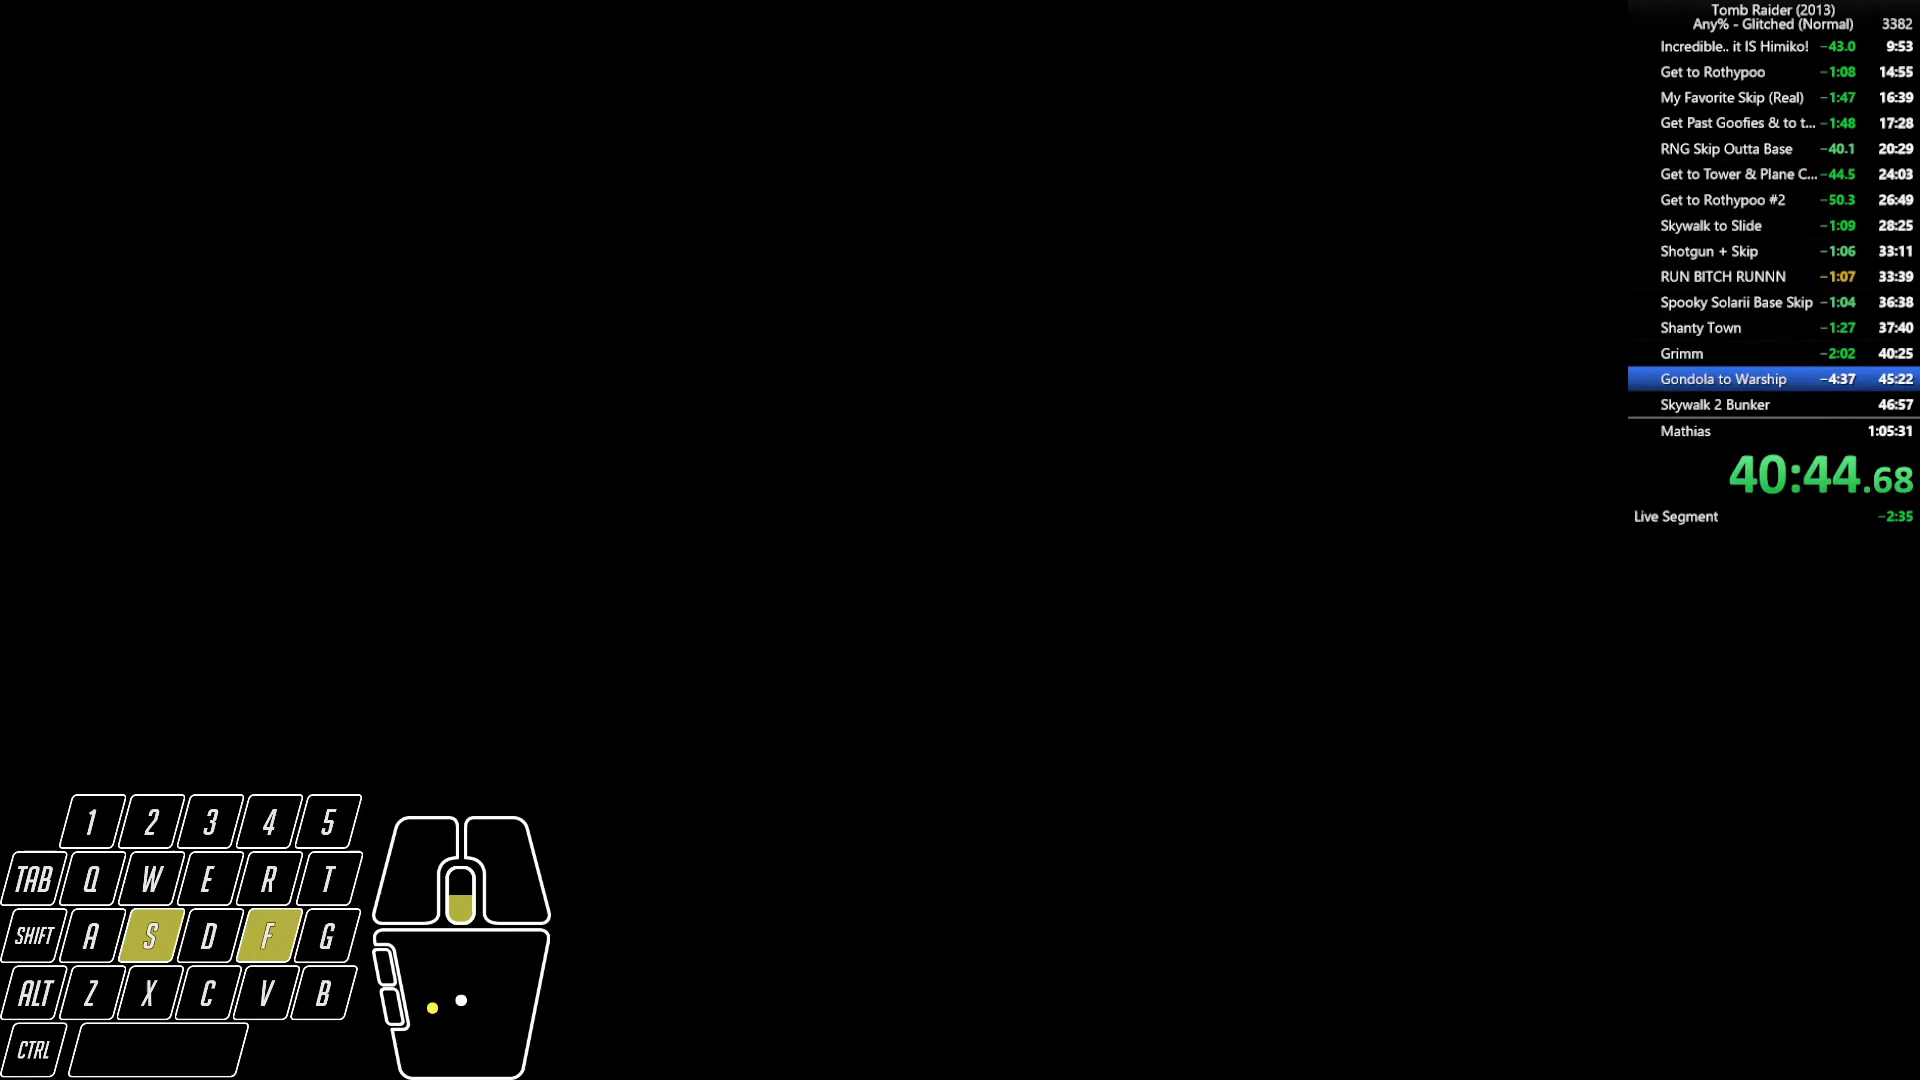 Tomb Raider (2013)
Any% - Glitched (Normal) 3382
Incredible.. it IS Himiko! −43.0 9:53
Get to Rothypoo −1:08 14:55
My Favorite Skip (Real) −1:47 16:39
Get Past Goofies & to t... −1:48 17:28
RNG Skip Outta Base −40.1 20:29
Get to Tower & Plane C... −44.5 24:03
Get to Rothypoo #2 −50.3 26:49
Skywalk to Slide −1:09 28:25
Shotgun + Skip −1:06 33:11
RUN BITCH RUNNN −1:07 33:39
Spooky Solarii Base Skip −1:04 36:38
Shanty Town −1:27 37:40
Grimm −2:02 40:25
Gondola to Warship −4:37 45:22
Skywalk 2 Bunker 46:57
Mathias 1:05:31
40:44.68
Live Segment −2:35
1 2 3 4 5
TAB Q W E R T
SHIFT A S D F G
ALT Z X C V B
CTRL